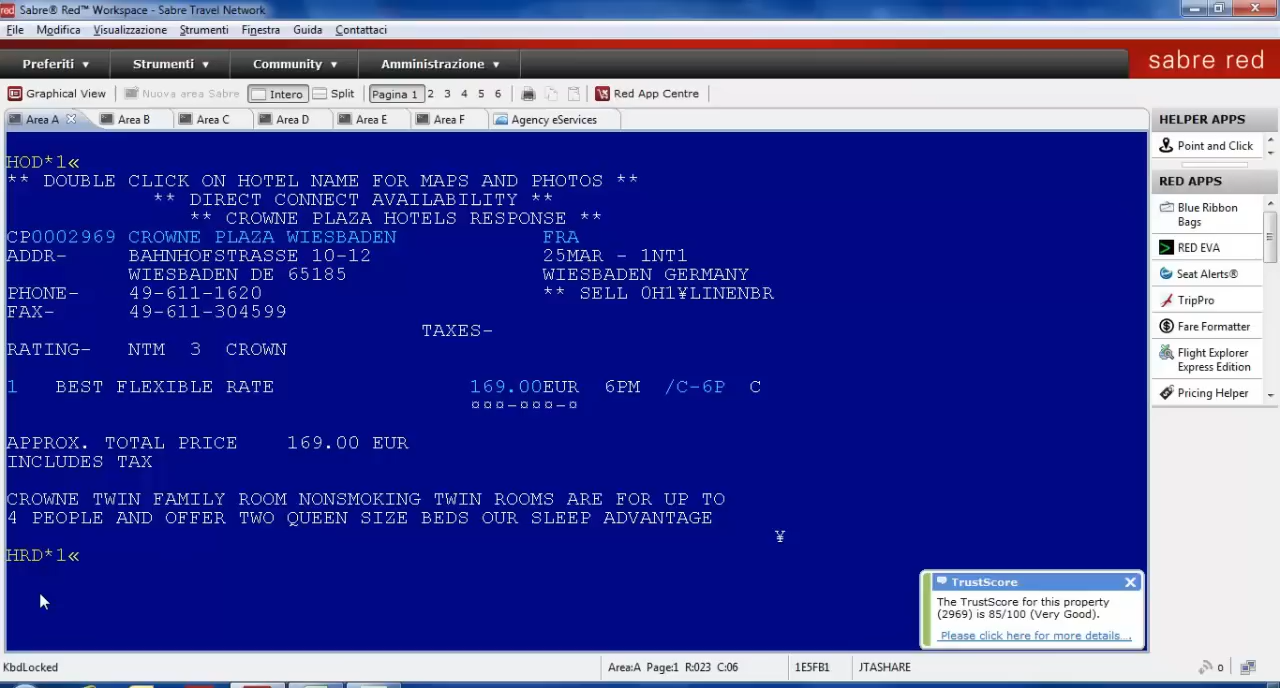 red Sabre® Red™ Workspace - Sabre Travel Network
File Modifica Visualizzazione Strumenti Finestra Guida Contattaci
Preferiti Strumenti Community Amministrazione sabre red
Graphical View Nuova area Sabre Intero Split Pagina 1 2 3 4 5 6 Red App Centre
Area A Area B Area C Area D Area E Area F Agency eServices
HOD*1«
** DOUBLE CLICK ON HOTEL NAME FOR MAPS AND PHOTOS **
** DIRECT CONNECT AVAILABILITY **
** CROWNE PLAZA HOTELS RESPONSE **
CP0002969 CROWNE PLAZA WIESBADEN FRA
ADDR- BAHNHOFSTRASSE 10-12 25MAR - 1NT1
WIESBADEN DE 65185 WIESBADEN GERMANY
PHONE- 49-611-1620 ** SELL 0H1¥LINENBR
FAX- 49-611-304599
TAXES-
RATING- NTM 3 CROWN
1 BEST FLEXIBLE RATE 169.00EUR 6PM /C-6P C
¤¤¤-¤¤¤-¤
APPROX. TOTAL PRICE 169.00 EUR
INCLUDES TAX
CROWNE TWIN FAMILY ROOM NONSMOKING TWIN ROOMS ARE FOR UP TO
4 PEOPLE AND OFFER TWO QUEEN SIZE BEDS OUR SLEEP ADVANTAGE
¥
HRD*1«
HELPER APPS
Point and Click
RED APPS
Blue Ribbon
Bags
RED EVA
Seat Alerts®
TripPro
Fare Formatter
Flight Explorer
Express Edition
Pricing Helper
TrustScore
The TrustScore for this property
(2969) is 85/100 (Very Good).
Please click here for more details...
KbdLocked Area:A Page:1 R:023 C:06 1E5FB1 JTASHARE 0